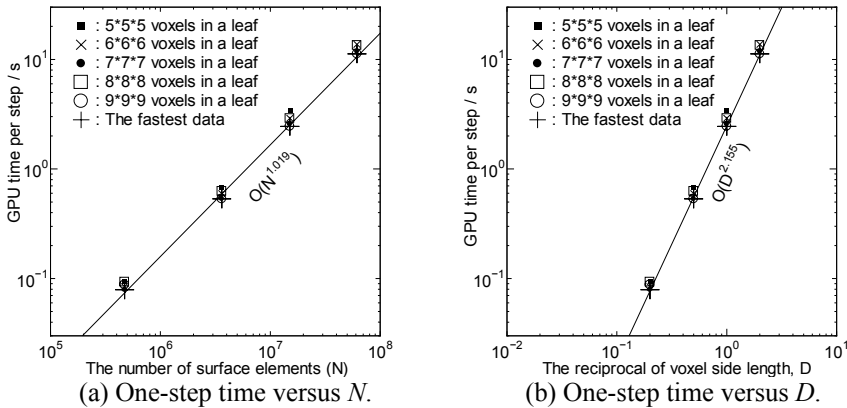 ■ : 5*5*5 voxels in a leaf
× : 6*6*6 voxels in a leaf
● : 7*7*7 voxels in a leaf
□ : 8*8*8 voxels in a leaf
○ : 9*9*9 voxels in a leaf
+ : The fastest data
GPU time per step / s
10^1
10^0
10^-1
O(N^1.019)
10^5 10^6 10^7 10^8
The number of surface elements (N)
(a) One-step time versus N.
■ : 5*5*5 voxels in a leaf
× : 6*6*6 voxels in a leaf
● : 7*7*7 voxels in a leaf
□ : 8*8*8 voxels in a leaf
○ : 9*9*9 voxels in a leaf
+ : The fastest data
GPU time per step / s
10^1
10^0
10^-1
O(D^2.155)
10^-2 10^-1 10^0 10^1
The reciprocal of voxel side length, D
(b) One-step time versus D.